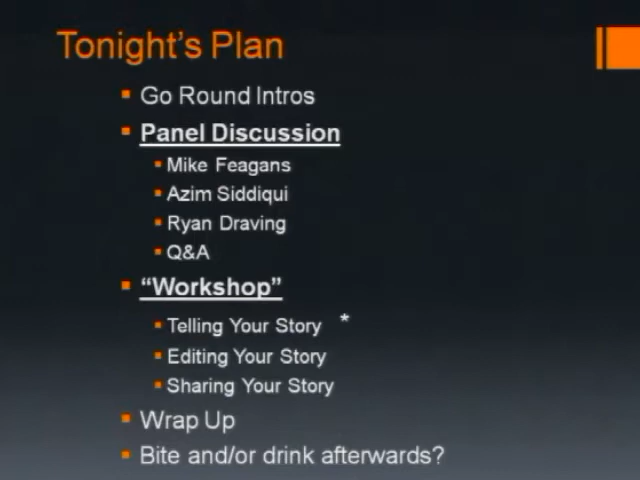 Tonight's Plan
Go Round Intros
Panel Discussion
Mike Feagans
Azim Siddiqui
Ryan Draving
Q&A
“Workshop”
Telling Your Story *
Editing Your Story
Sharing Your Story
Wrap Up
Bite and/or drink afterwards?